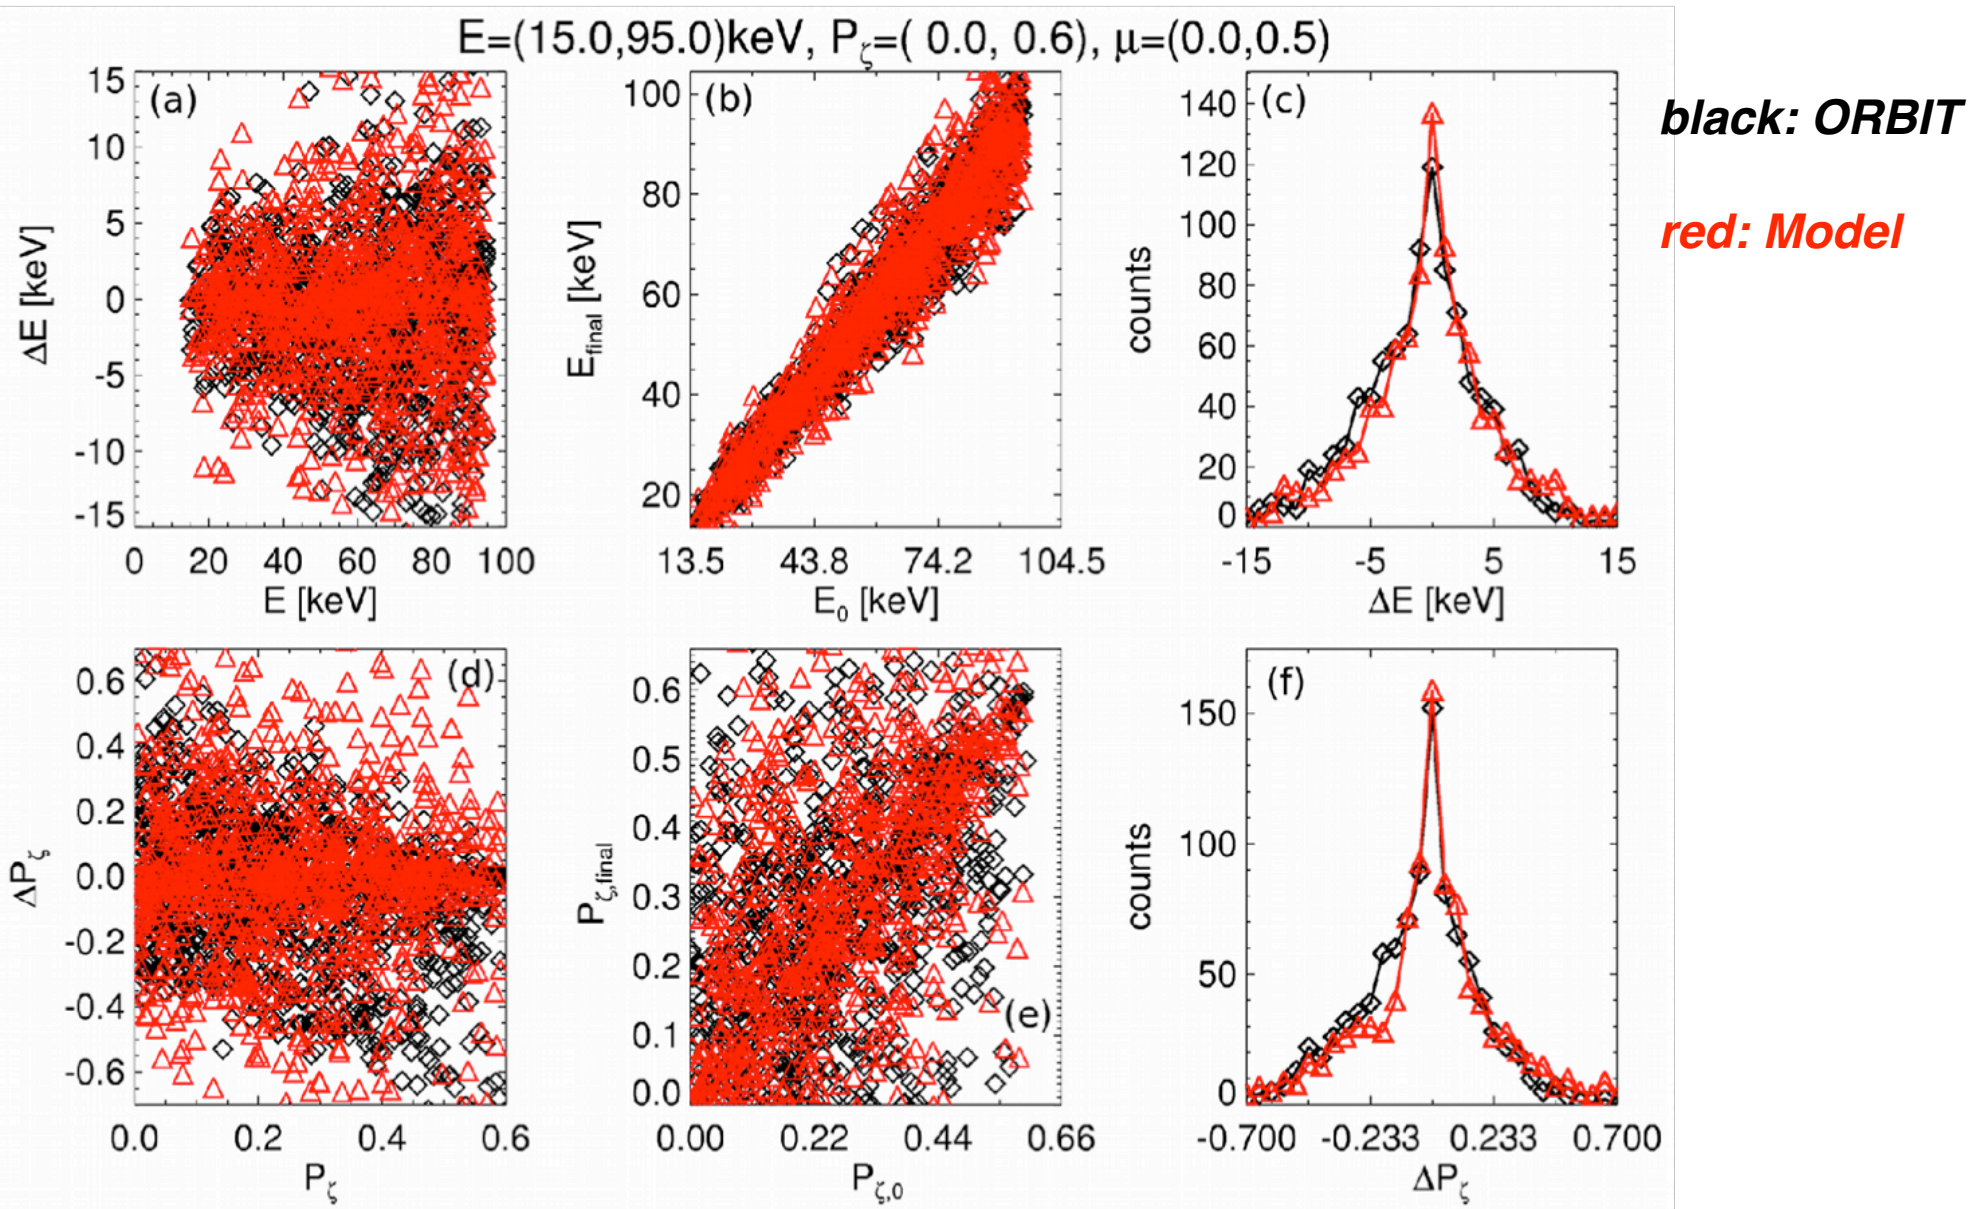 E=(15.0,95.0)keV, Pζ=( 0.0, 0.6), μ=(0.0,0.5)
black: ORBIT
red: Model
(a)
15
10
5
0
-5
-10
-15
ΔE [keV]
0 20 40 60 80 100
E [keV]
(b)
100
80
60
40
20
Efinal [keV]
13.5 43.8 74.2 104.5
E0 [keV]
(c)
140
120
100
80
60
40
20
0
counts
-15 -5 5 15
ΔE [keV]
(d)
0.6
0.4
0.2
0.0
-0.2
-0.4
-0.6
ΔPζ
0.0 0.2 0.4 0.6
Pζ
(e)
0.6
0.5
0.4
0.3
0.2
0.1
0.0
Pζ,final
0.00 0.22 0.44 0.66
Pζ,0
(f)
150
100
50
0
counts
-0.700 -0.233 0.233 0.700
ΔPζ